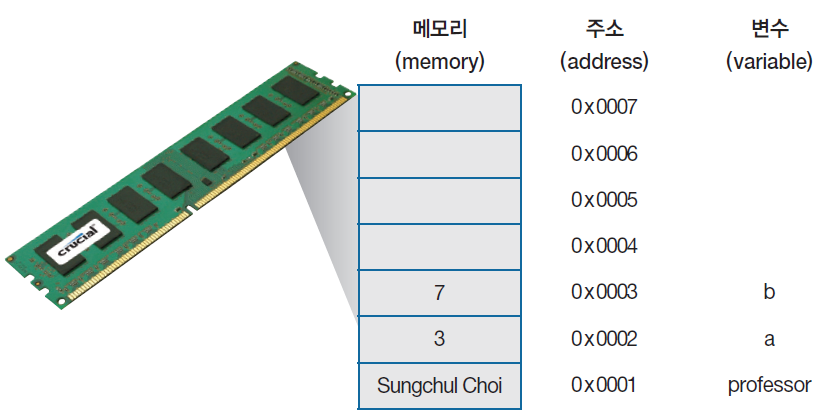 메모리 주소 변수
(memory) (address) (variable)
0x0007
0x0006
0x0005
0x0004
7 0x0003 b
3 0x0002 a
Sungchul Choi 0x0001 professor
crucial